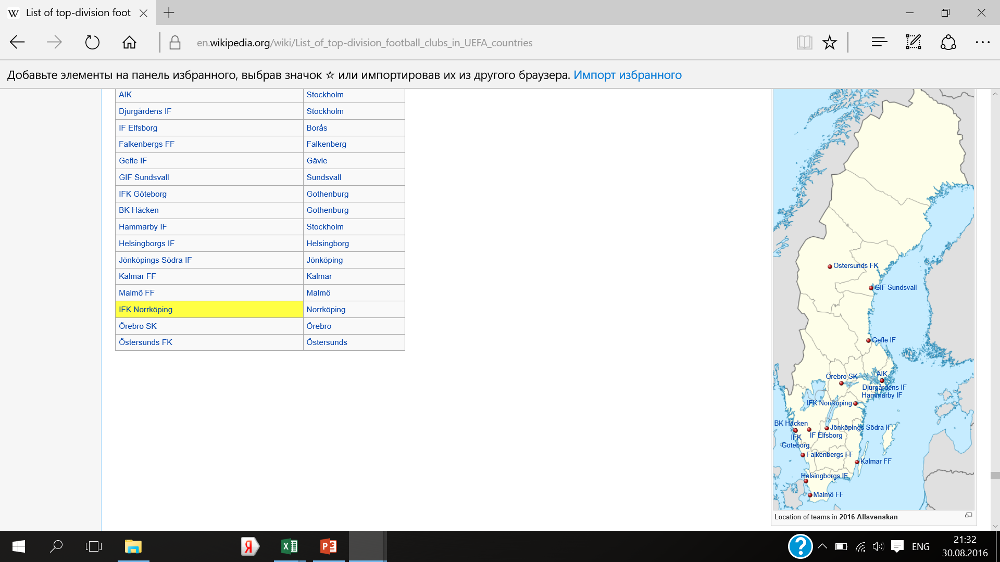 List of top-division foot
en.wikipedia.org/wiki/List_of_top-division_football_clubs_in_UEFA_countries
Добавьте элементы на панель избранного, выбрав значок ☆ или импортировав их из другого браузера. Импорт избранного
AIK Stockholm
Djurgårdens IF Stockholm
IF Elfsborg Borås
Falkenbergs FF Falkenberg
Gefle IF Gävle
GIF Sundsvall Sundsvall
IFK Göteborg Gothenburg
BK Häcken Gothenburg
Hammarby IF Stockholm
Helsingborgs IF Helsingborg
Jönköpings Södra IF Jönköping
Kalmar FF Kalmar
Malmö FF Malmö
IFK Norrköping Norrköping
Örebro SK Örebro
Östersunds FK Östersunds
Östersunds FK
GIF Sundsvall
Gefle IF
Örebro SK
AIK
Djurgårdens IF
Hammarby IF
IFK Norrköping
BK Häcken
Jönköpings Södra IF
IF Elfsborg
IFK
Göteborg
Falkenbergs FF
Kalmar FF
Helsingborgs IF
Malmö FF
Location of teams in 2016 Allsvenskan
ENG
21:32
30.08.2016